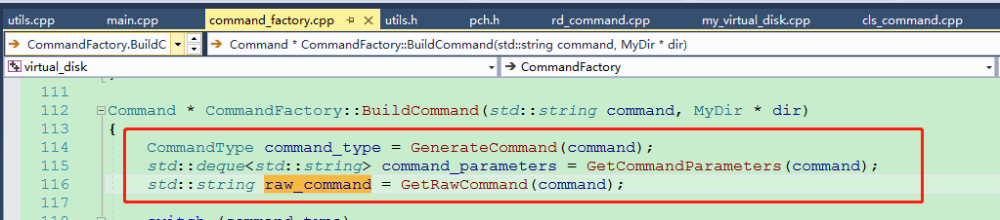 utils.cpp main.cpp command_factory.cpp utils.h pch.h rd_command.cpp my_virtual_disk.cpp cls_command.cpp
CommandFactory.BuildC Command * CommandFactory::BuildCommand(std::string command, MyDir * dir)
virtual_disk CommandFactory
111
112 Command * CommandFactory::BuildCommand(std::string command, MyDir * dir)
113 {
114 CommandType command_type = GenerateCommand(command);
115 std::deque<std::string> command_parameters = GetCommandParameters(command);
116 std::string raw_command = GetRawCommand(command);
117